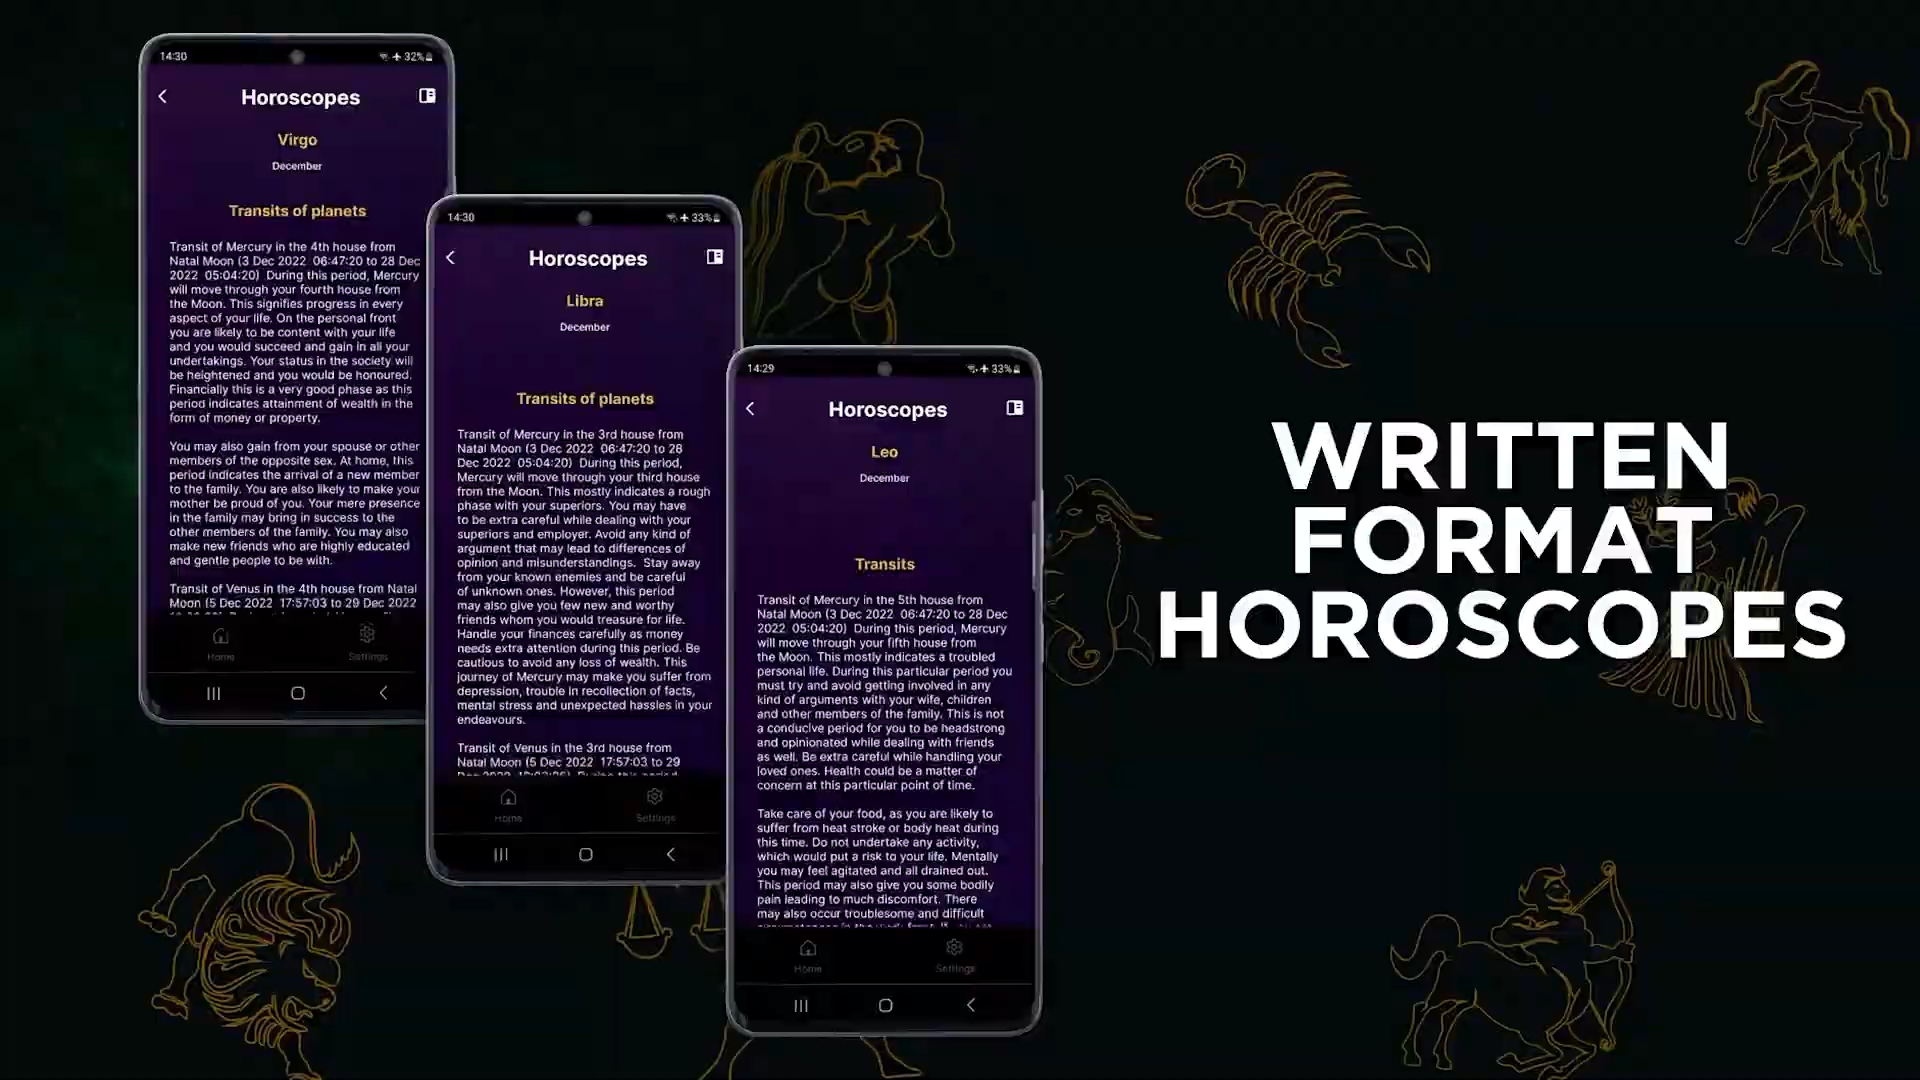 14:30
32%
Horoscopes
Virgo
December
Transits of planets
Transit of Mercury in the 4th house from
Natal Moon (3 Dec 2022  06:47:20 to 28 Dec
2022  05:04:20)  During this period, Mercury
will move through your fourth house from
the Moon. This signifies progress in every
aspect of your life. On the personal front
you are likely to be content with your life
and you would succeed and gain in all your
undertakings. Your status in the society will
be heightened and you would be honoured.
Financially this is a very good phase as this
period indicates attainment of wealth in the
form of money or property.
You may also gain from your spouse or other
members of the opposite sex. At home, this
period indicates the arrival of a new member
to the family. You are also likely to make your
mother be proud of you. Your mere presence
in the family may bring in success to the
other members of the family. You may also
make new friends who are highly educated
and gentle people to be with.
Transit of Venus in the 4th house from Natal
Moon (5 Dec 2022  17:57:03 to 29 Dec 2022
Home
Settings
14:30
33%
Horoscopes
Libra
December
Transits of planets
Transit of Mercury in the 3rd house from
Natal Moon (3 Dec 2022  06:47:20 to 28
Dec 2022  05:04:20)  During this period,
Mercury will move through your third house
from the Moon. This mostly indicates a rough
phase with your superiors. You may have
to be extra careful while dealing with your
superiors and employer. Avoid any kind of
argument that may lead to differences of
opinion and misunderstandings.  Stay away
from your known enemies and be careful
of unknown ones. However, this period
may also give you few new and worthy
friends whom you would treasure for life.
Handle your finances carefully as money
needs extra attention during this period. Be
cautious to avoid any loss of wealth. This
journey of Mercury may make you suffer from
depression, trouble in recollection of facts,
mental stress and unexpected hassles in your
endeavours.
Transit of Venus in the 3rd house from
Natal Moon (5 Dec 2022  17:57:03 to 29
Home
Settings
14:29
33%
Horoscopes
Leo
December
Transits
Transit of Mercury in the 5th house from
Natal Moon (3 Dec 2022  06:47:20 to 28 Dec
2022  05:04:20)  During this period, Mercury
will move through your fifth house from
the Moon. This mostly indicates a troubled
personal life. During this particular period you
must try and avoid getting involved in any
kind of arguments with your wife, children
and other members of the family. This is not
a conducive period for you to be headstrong
and opinionated while dealing with friends
as well. Be extra careful while handling your
loved ones. Health could be a matter of
concern at this particular point of time.
Take care of your food, as you are likely to
suffer from heat stroke or body heat during
this time. Do not undertake any activity,
which would put a risk to your life. Mentally
you may feel agitated and all drained out.
This period may also give you some bodily
pain leading to much discomfort. There
may also occur troublesome and difficult
Home
Settings
WRITTEN
FORMAT
HOROSCOPES